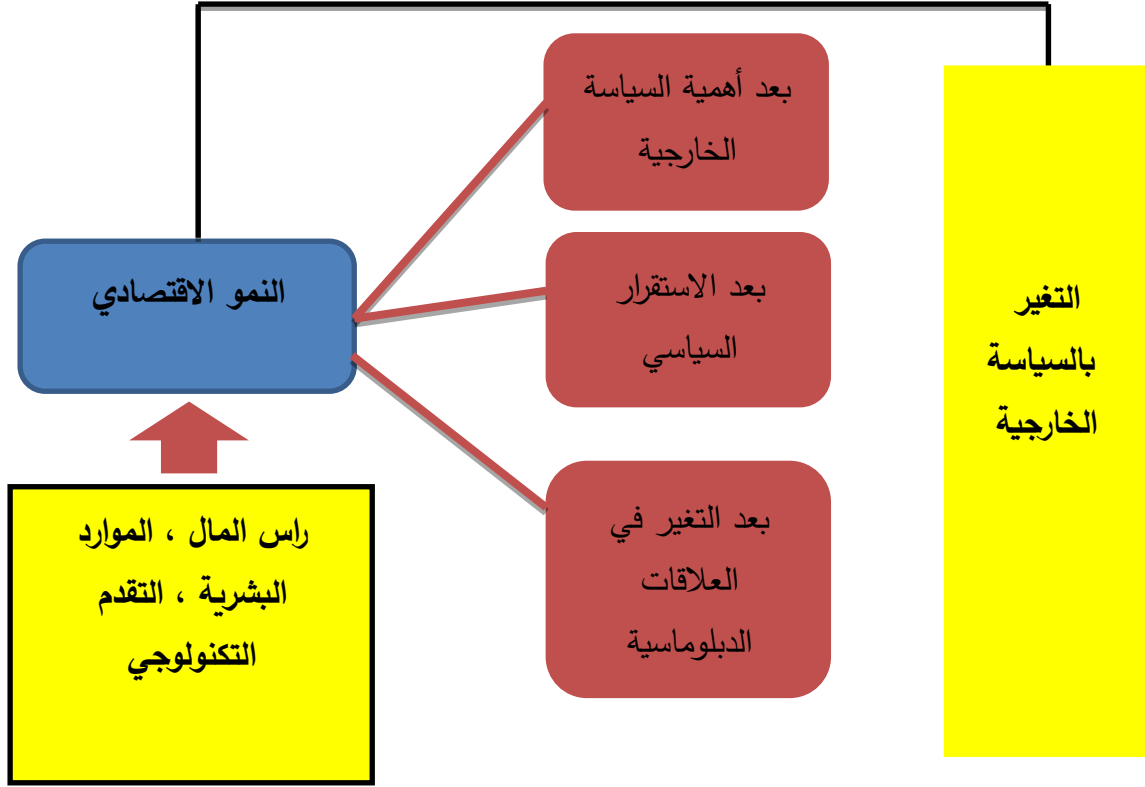 بعد أهمية السياسة
الخارجية
بعد الاستقرار
السياسي
بعد التغير في
العلاقات
الدبلوماسية
التغير
بالسياسة
الخارجية
النمو الاقتصادي
راس المال ، الموارد
البشرية ، التقدم
التكنولوجي